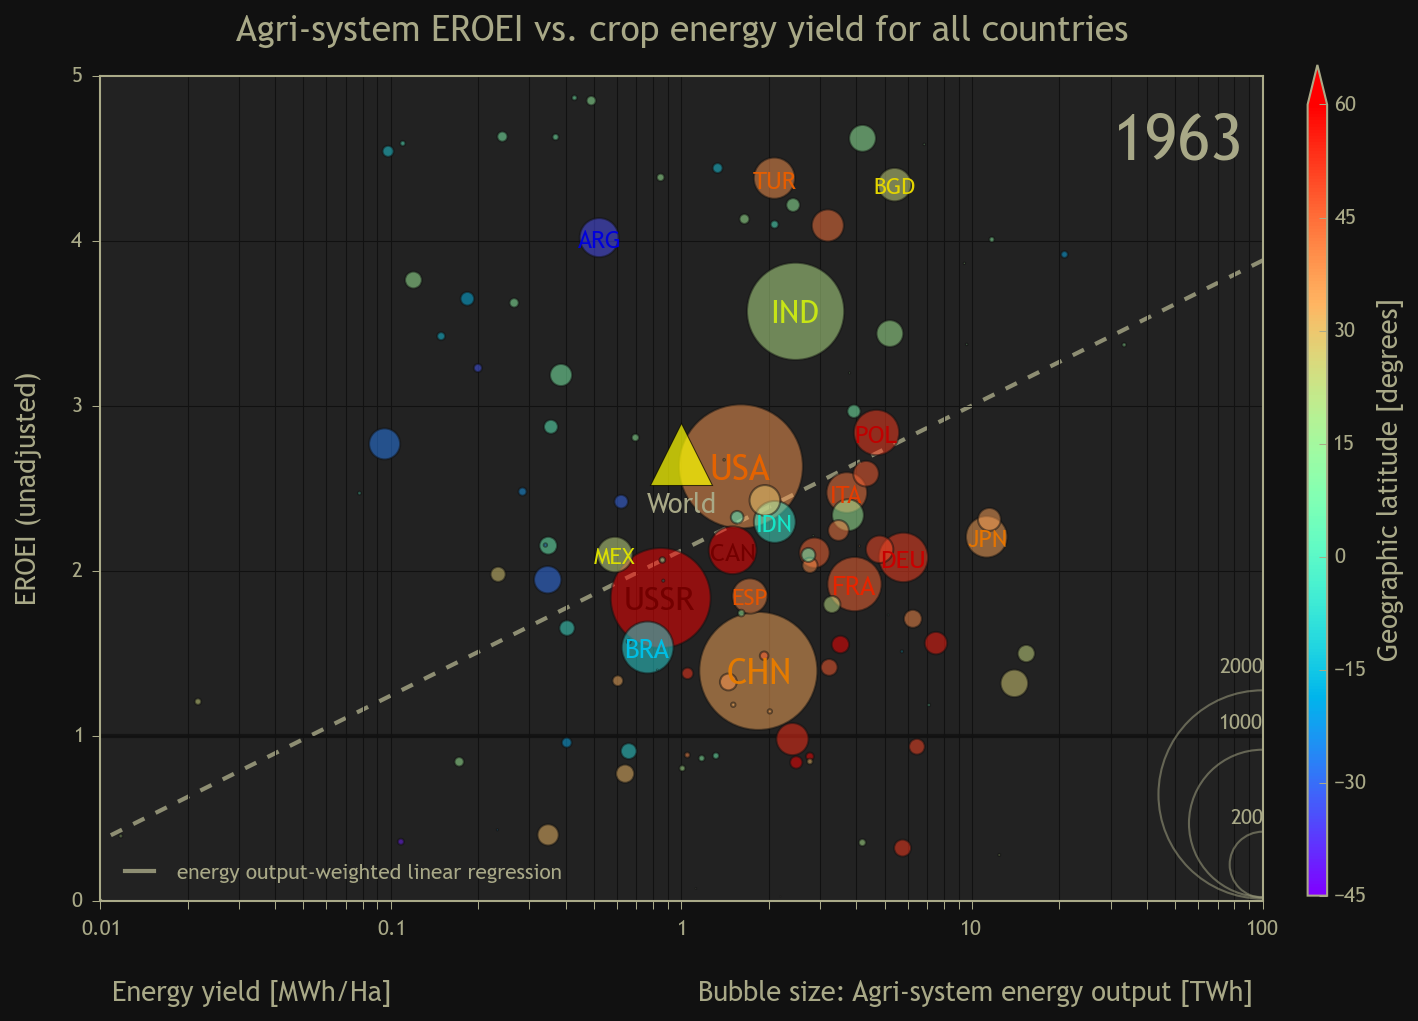 Agri-system EROEI vs. crop energy yield for all countries
1963
EROEI (unadjusted)
5
4
3
2
1
0
TUR
BGD
ARG
IND
POL
USA
World
ITA
IDN
JPN
CAN
MEX
DEU
FRA
USSR
ESP
BRA
CHN
2000
1000
200
energy output-weighted linear regression
0.01
0.1
1
10
100
Energy yield [MWh/Ha]
Bubble size: Agri-system energy output [TWh]
60
45
30
15
0
−15
−30
−45
Geographic latitude [degrees]